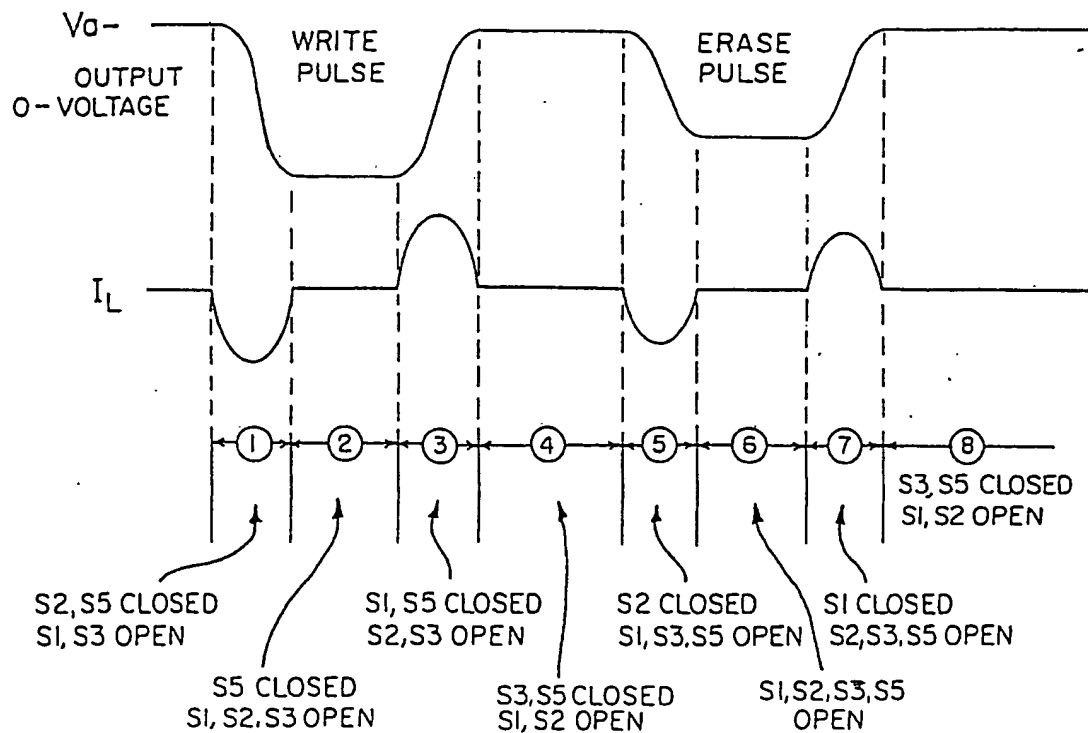 Va-
WRITE
PULSE
ERASE
PULSE
OUTPUT
O-VOLTAGE
IL
1
2
3
4
5
6
7
8
S3, S5 CLOSED
S1, S2 OPEN
S2, S5 CLOSED
S1, S3 OPEN
S1, S5 CLOSED
S2, S3 OPEN
S2 CLOSED
S1, S3, S5 OPEN
S1 CLOSED
S2, S3, S5 OPEN
S5 CLOSED
S1, S2, S3 OPEN
S3, S5 CLOSED
S1, S2 OPEN
S1, S2, S3, S5
OPEN